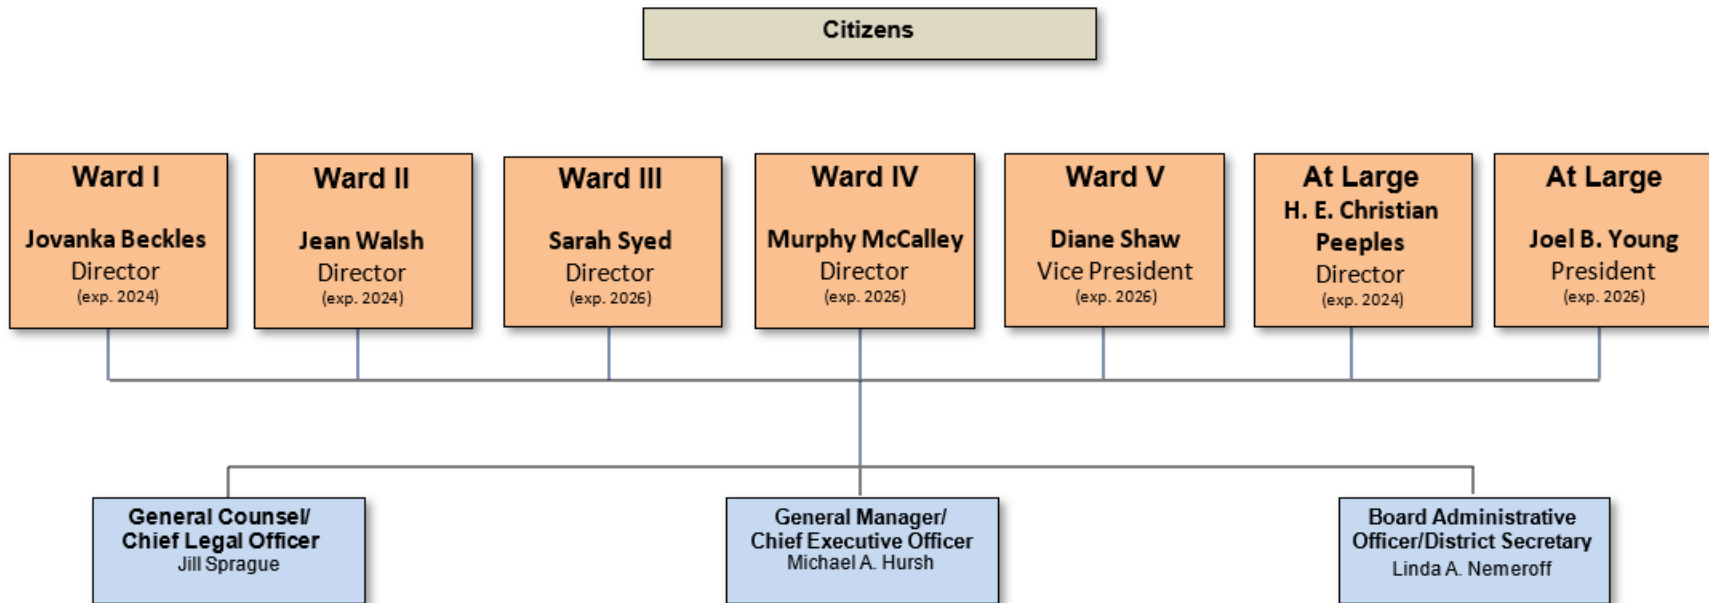 Citizens
Ward I
Jovanka Beckles
Director
(exp. 2024)
Ward II
Jean Walsh
Director
(exp. 2024)
Ward III
Sarah Syed
Director
(exp. 2026)
Ward IV
Murphy McCalley
Director
(exp. 2026)
Ward V
Diane Shaw
Vice President
(exp. 2026)
At Large
H. E. Christian
Peeples
Director
(exp. 2024)
At Large
Joel B. Young
President
(exp. 2026)
General Counsel/
Chief Legal Officer
Jill Sprague
General Manager/
Chief Executive Officer
Michael A. Hursh
Board Administrative
Officer/District Secretary
Linda A. Nemeroff